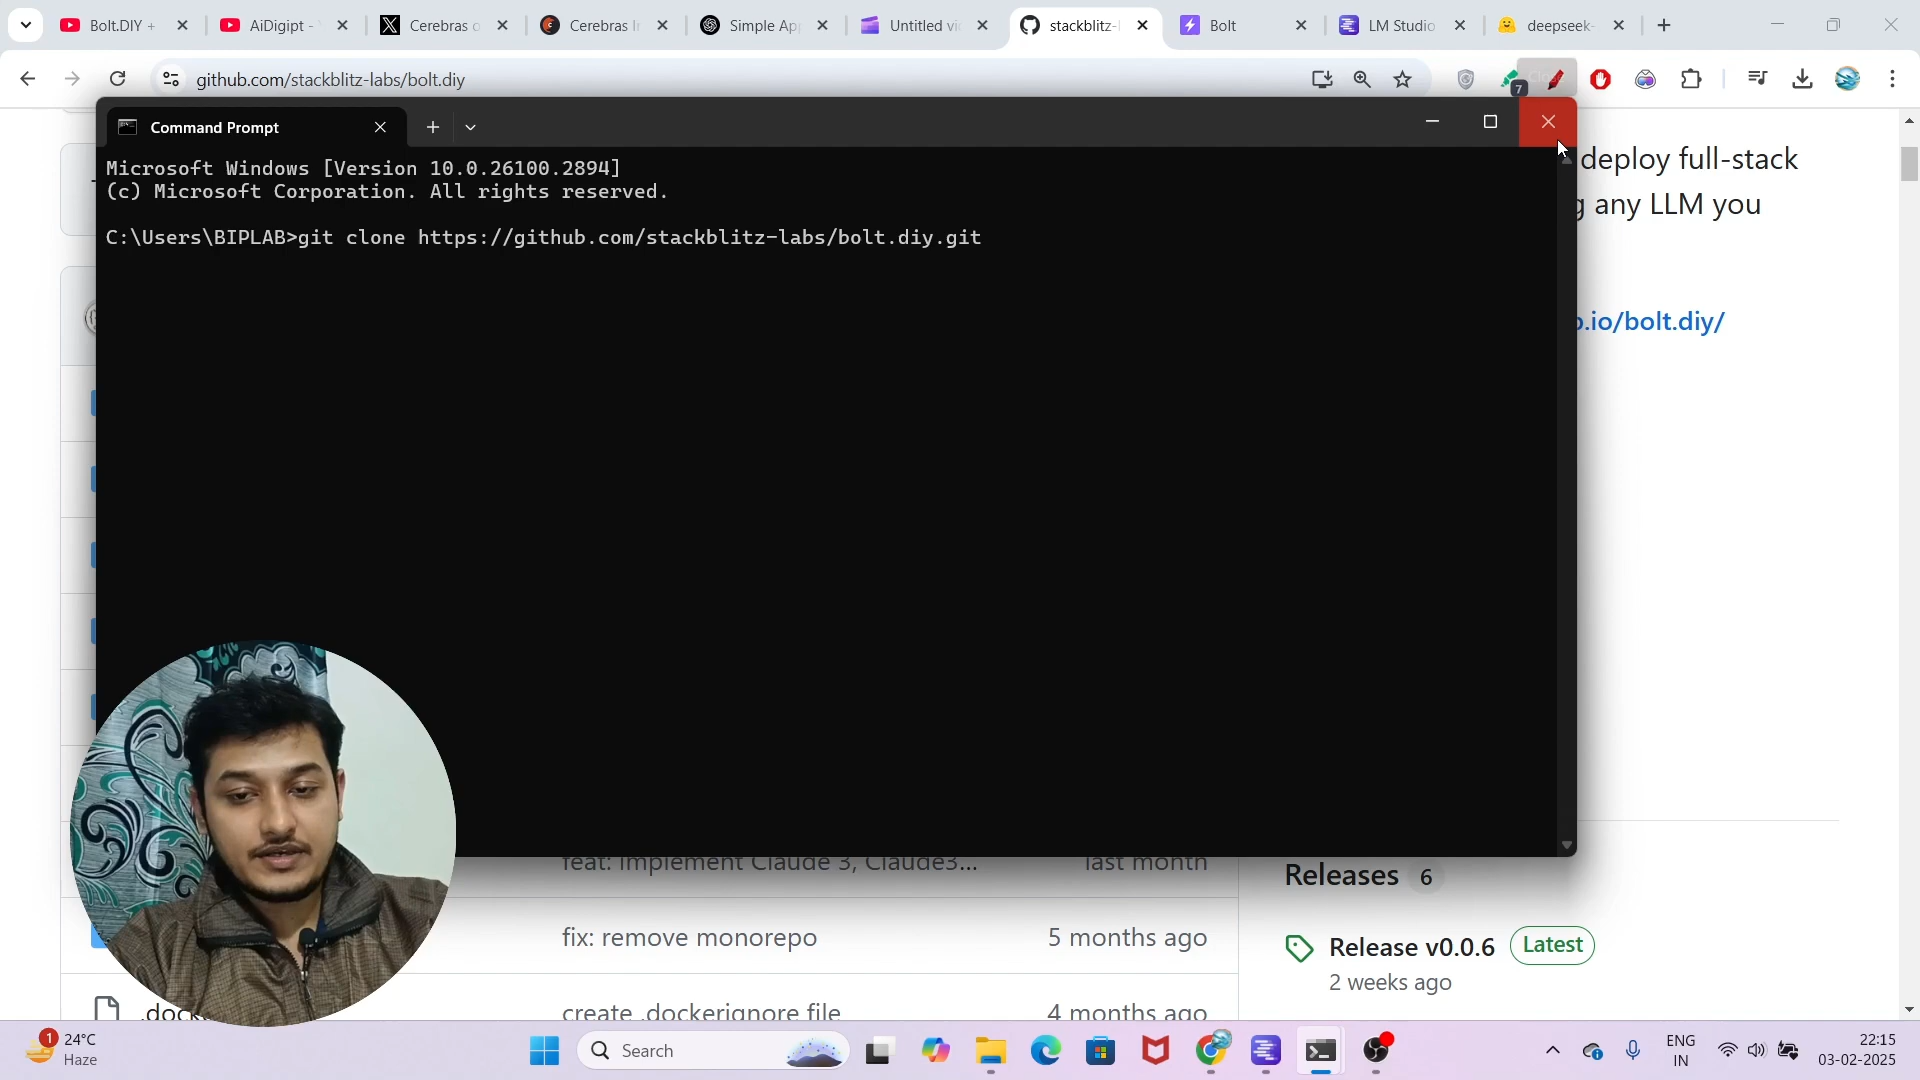 Bolt.DIY +
AiDigipt -
Cerebras o
Cerebras In
Simple Ap
Untitled vi
stackblitz-
Bolt
LM Studio
deepseek-
github.com/stackblitz-labs/bolt.diy
7
Command Prompt
Microsoft Windows [Version 10.0.26100.2894]
(c) Microsoft Corporation. All rights reserved.
C:\Users\BIPLAB>git clone https://github.com/stackblitz-labs/bolt.diy.git
deploy full-stack
g any LLM you
o.io/bolt.diy/
feat: implement Claude 3, Claude3...
last month
fix: remove monorepo
5 months ago
.dock
create .dockerignore file
4 months ago
Releases 6
Release v0.0.6
Latest
2 weeks ago
1
24°C
Haze
Search
ENG
IN
22:15
03-02-2025